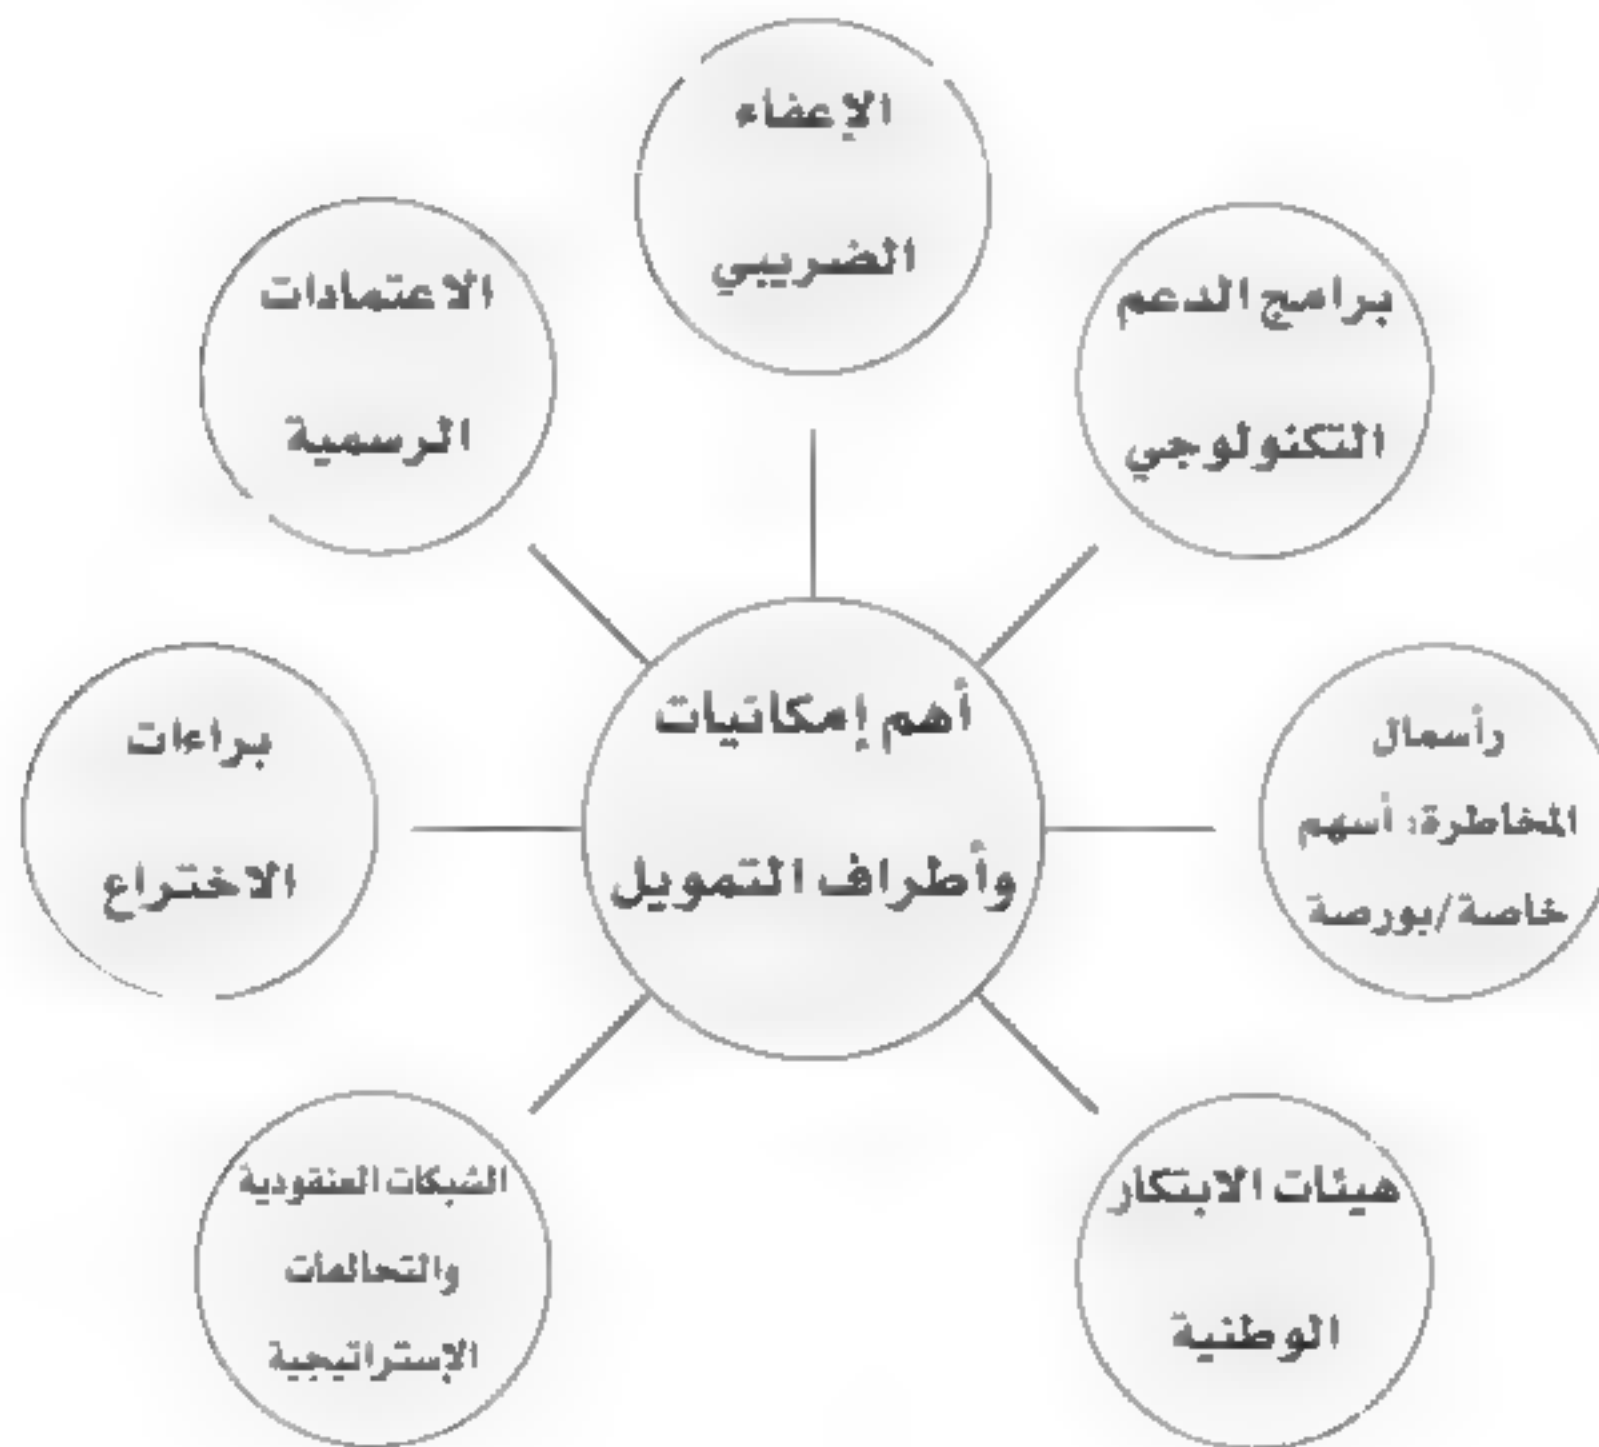 الإعفاء
الضريبي
برامج الدعم
التكنولوجي
رأسمال
المخاطرة: أسهم
خاصة/بورصة
هيئات الابتكار
الوطنية
الشبكات العنقودية
والتحالفات
الإستراتيجية
براءات
الاختراع
الاعتمادات
الرسمية
أهم إمكانيات
وأطراف التمويل